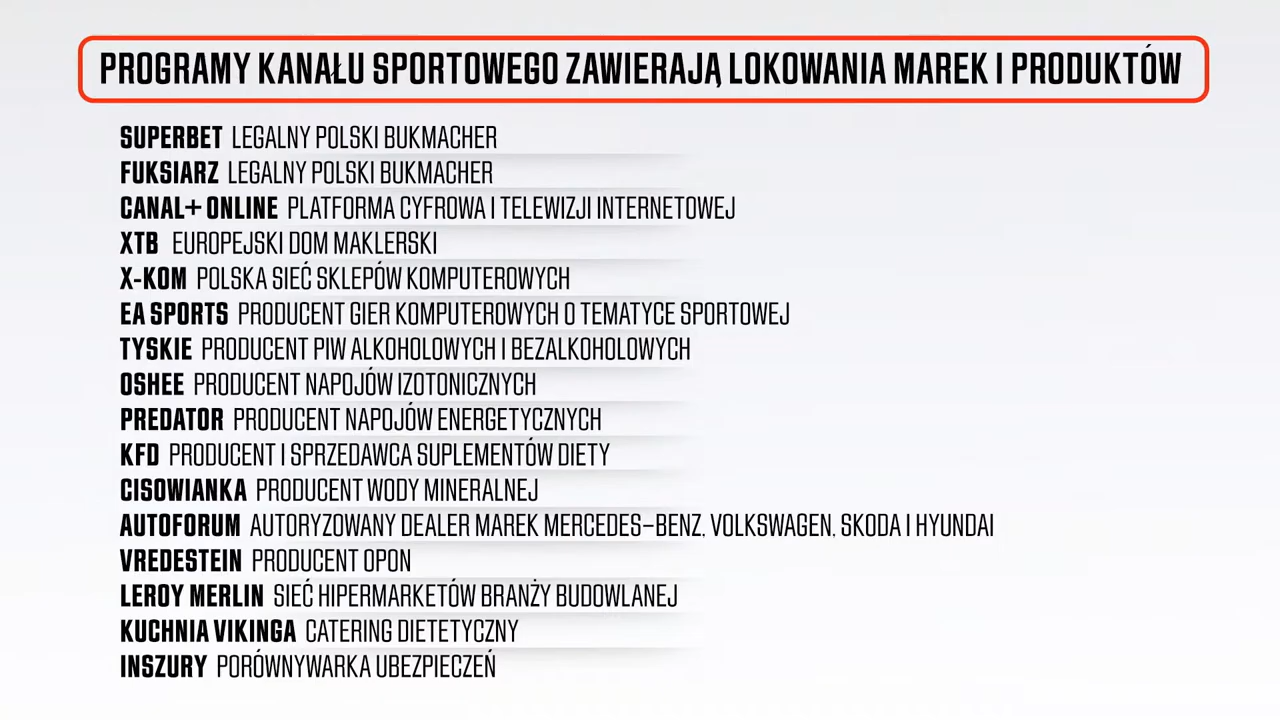 PROGRAMY KANAŁU SPORTOWEGO ZAWIERAJĄ LOKOWANIA MAREK I PRODUKTÓW
SUPERBET LEGALNY POLSKI BUKMACHER
FUKSIARZ LEGALNY POLSKI BUKMACHER
CANAL+ ONLINE PLATFORMA CYFROWA I TELEWIZJI INTERNETOWEJ
XTB EUROPEJSKI DOM MAKLERSKI
X-KOM POLSKA SIEĆ SKLEPÓW KOMPUTEROWYCH
EA SPORTS PRODUCENT GIER KOMPUTEROWYCH O TEMATYCE SPORTOWEJ
TYSKIE PRODUCENT PIW ALKOHOLOWYCH I BEZALKOHOLOWYCH
OSHEE PRODUCENT NAPOJÓW IZOTONICZNYCH
PREDATOR PRODUCENT NAPOJÓW ENERGETYCZNYCH
KFD PRODUCENT I SPRZEDAWCA SUPLEMENTÓW DIETY
CISOWIANKA PRODUCENT WODY MINERALNEJ
AUTOFORUM AUTORYZOWANY DEALER MAREK MERCEDES-BENZ, VOLKSWAGEN, SKODA I HYUNDAI
VREDESTEIN PRODUCENT OPON
LEROY MERLIN SIEĆ HIPERMARKETÓW BRANŻY BUDOWLANEJ
KUCHNIA VIKINGA CATERING DIETETYCZNY
INSZURY PORÓWNYWARKA UBEZPIECZEŃ